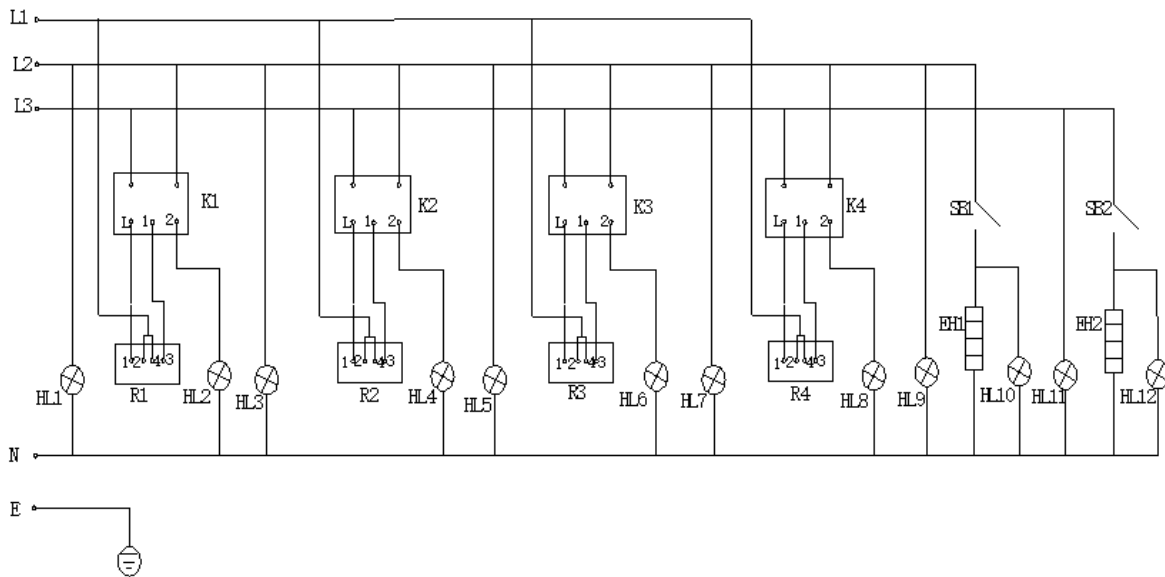 L1
L2
L3
K1
K2
K3
K4
SB1
SB2
L 1 2
L 1 2
L 1 2
L 1 2
EH1
EH2
1 2 4 3
1 2 4 3
1 2 4 3
1 2 4 3
HL1
R1
HL2
HL3
R2
HL4
HL5
R3
HL6
HL7
R4
HL8
HL9
HL10
HL11
HL12
N
E